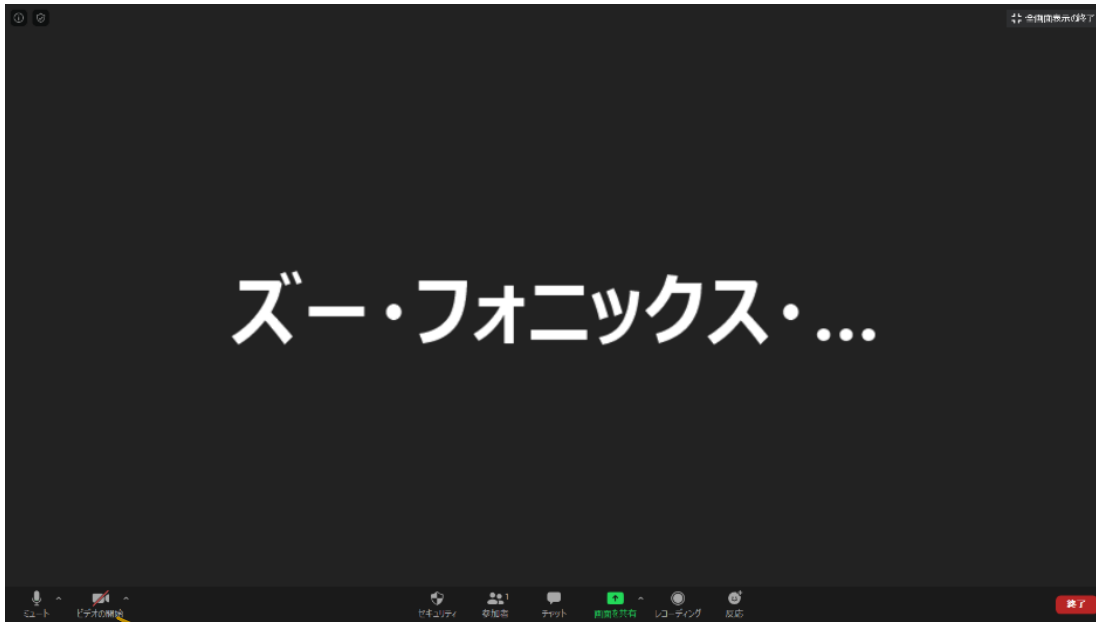 全画面表示の終了
ズー・フォニックス・...
ミュート
ビデオの開始
セキュリティ
参加者
1
チャット
画面を共有
レコーディング
反応
終了